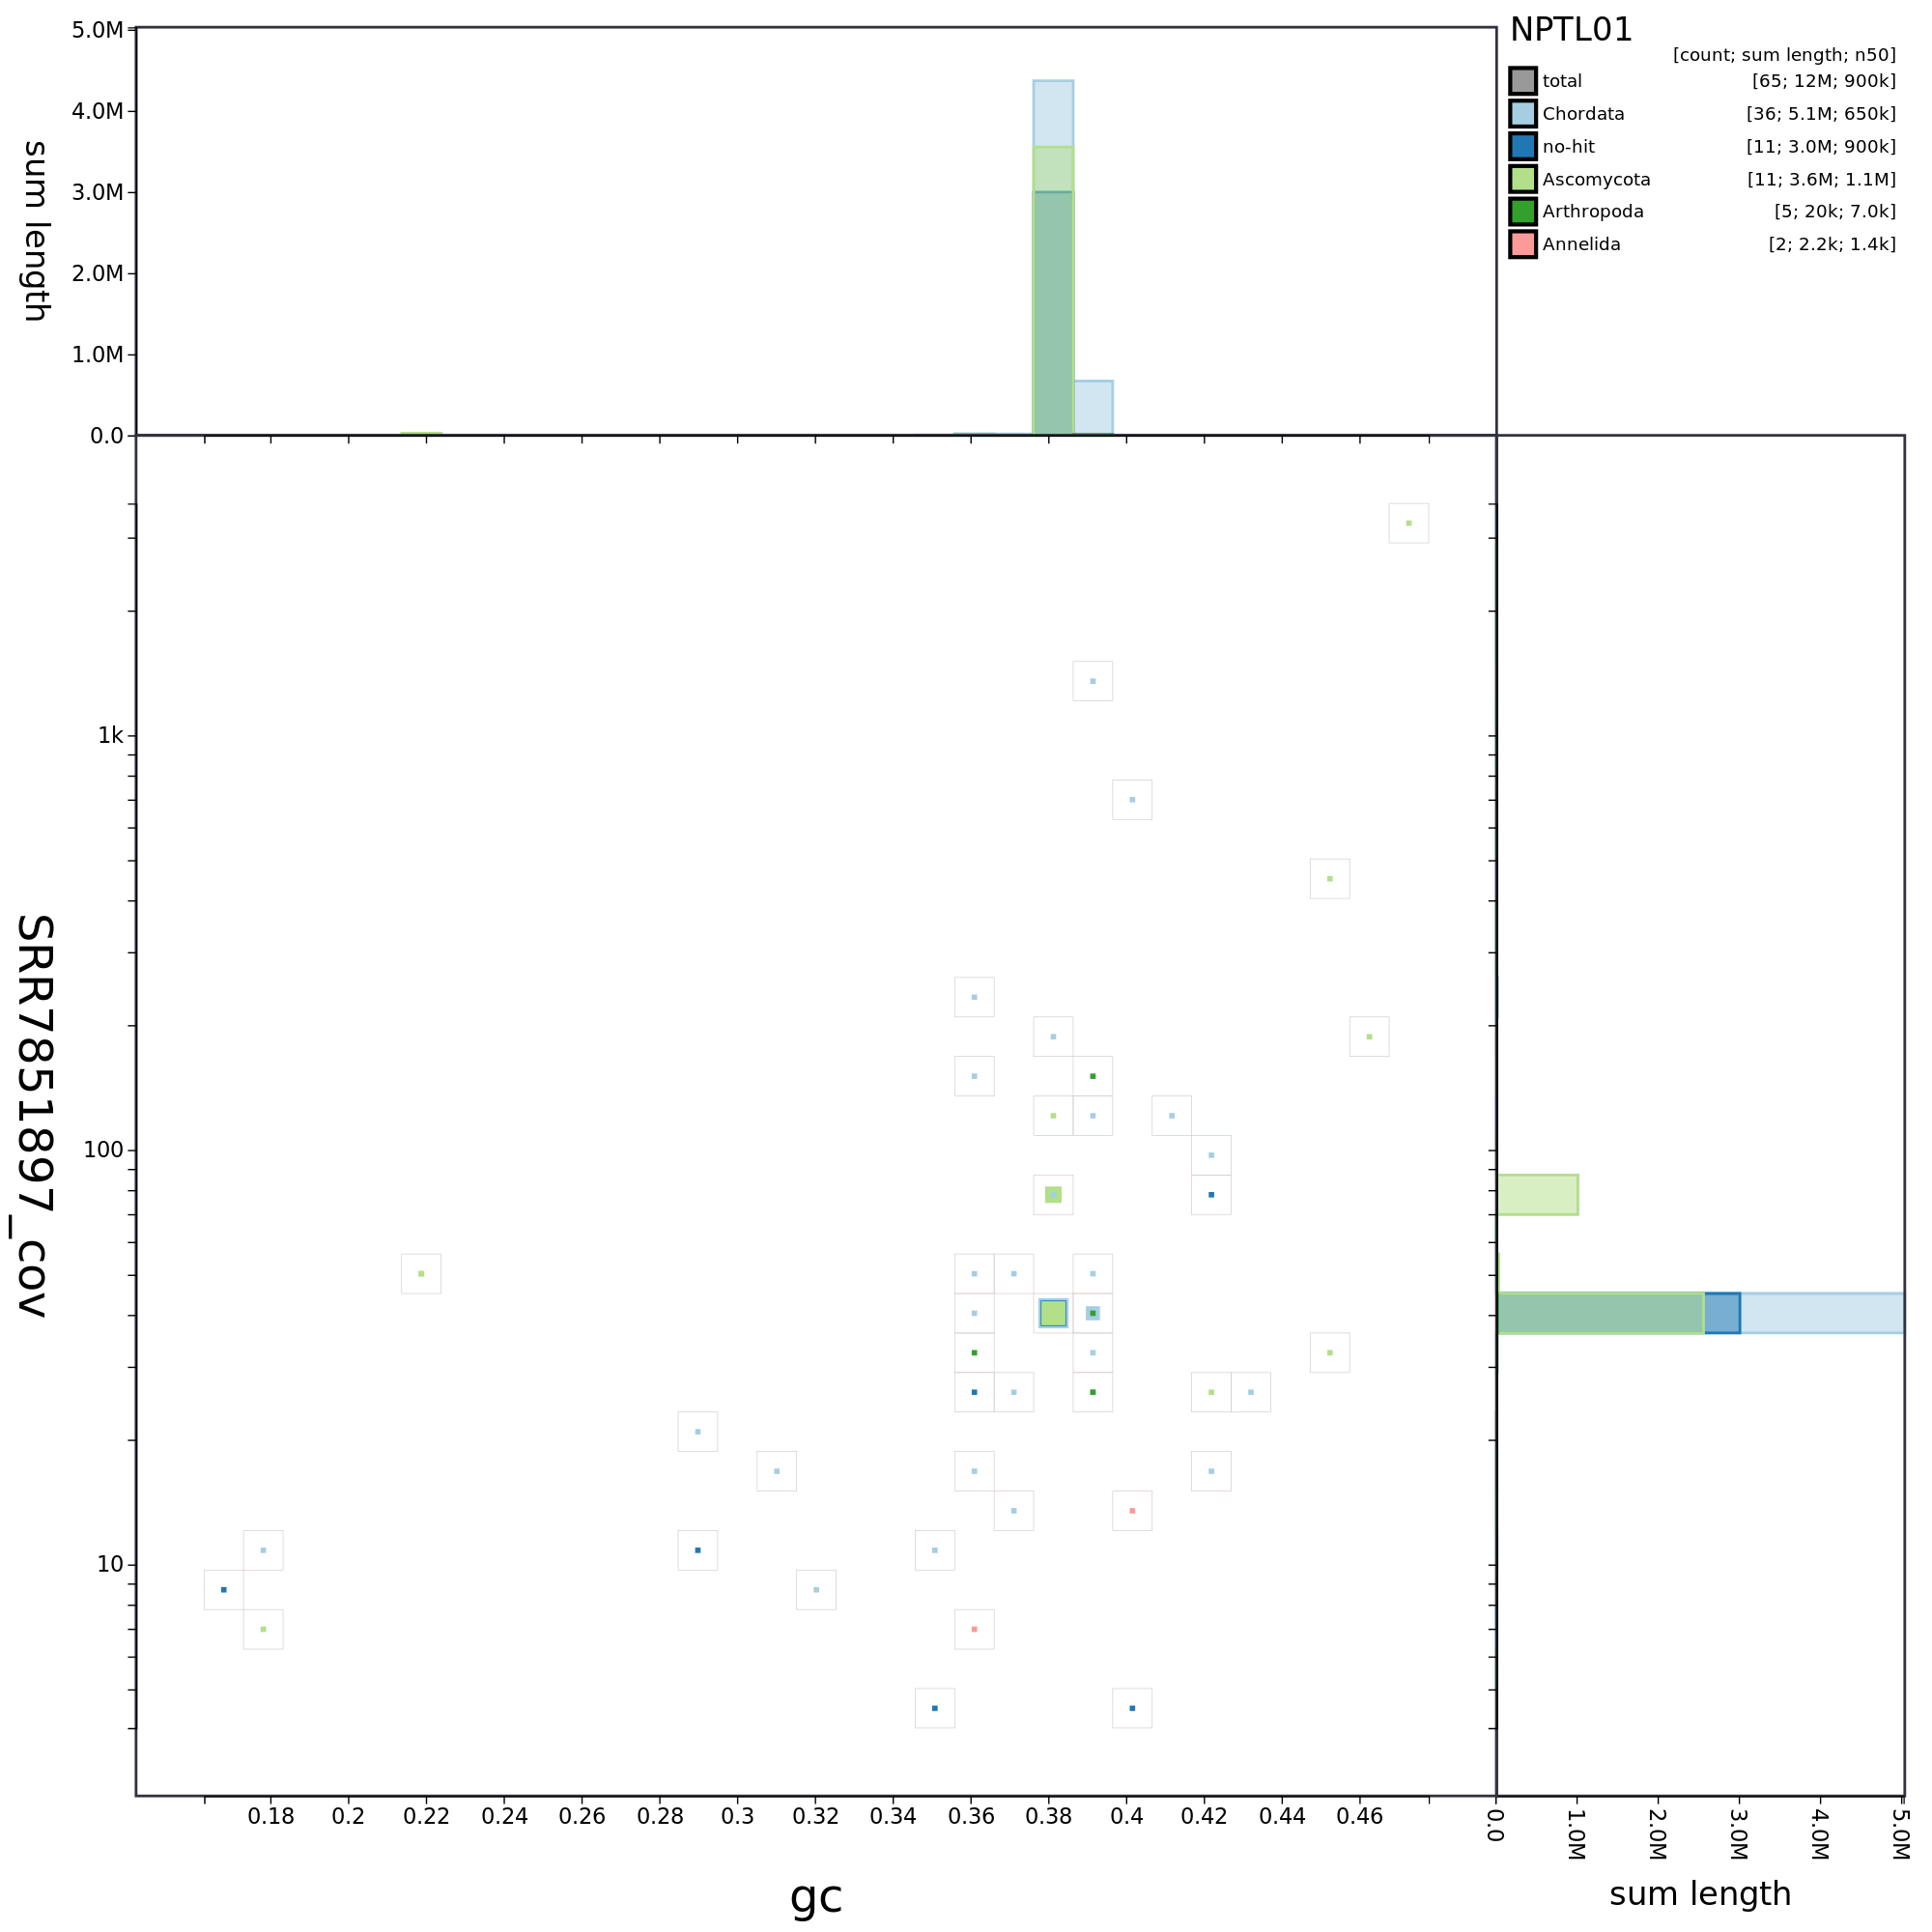 NPTL01
[count; sum length; n50]
total [65; 12M; 900k]
Chordata [36; 5.1M; 650k]
no-hit [11; 3.0M; 900k]
Ascomycota [11; 3.6M; 1.1M]
Arthropoda [5; 20k; 7.0k]
Annelida [2; 2.2k; 1.4k]
sum length
5.0M
4.0M
3.0M
2.0M
1.0M
0.0
SRR7851897_cov
1k
100
10
0.18 0.2 0.22 0.24 0.26 0.28 0.3 0.32 0.34 0.36 0.38 0.4 0.42 0.44 0.46
gc
0.0 1.0M 2.0M 3.0M 4.0M 5.0M
sum length